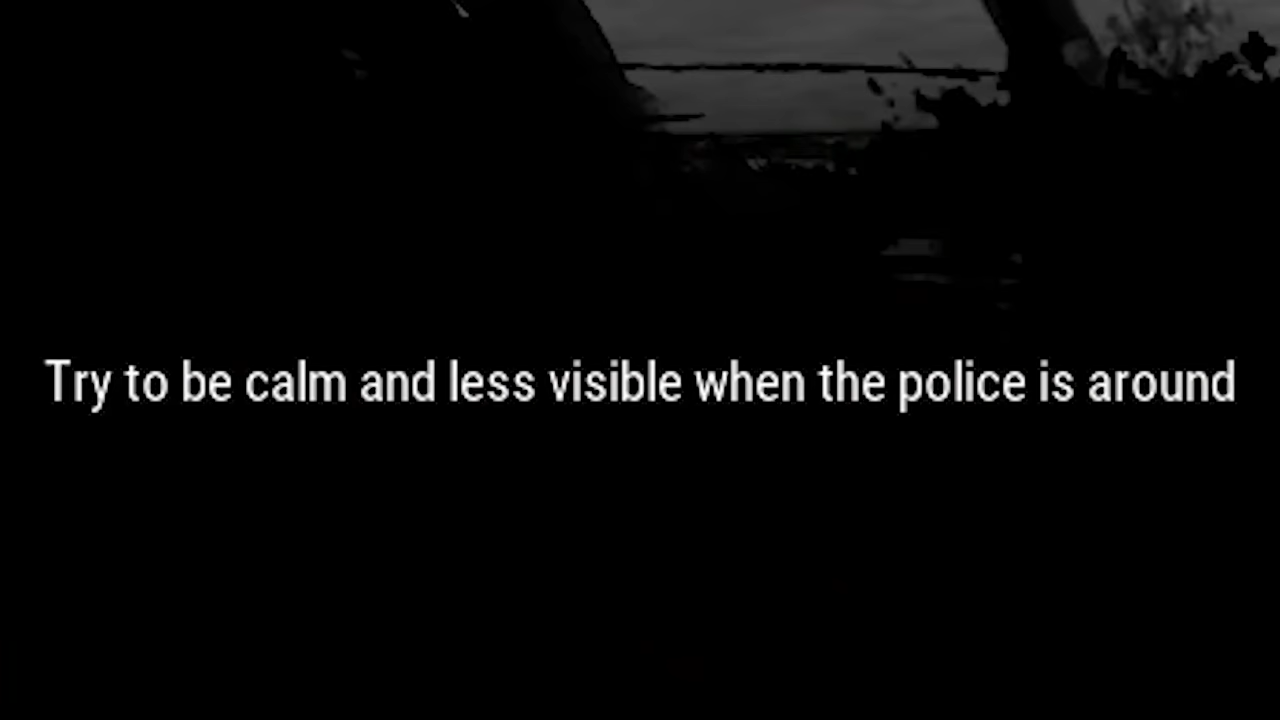 Try to be calm and less visible when the police is around